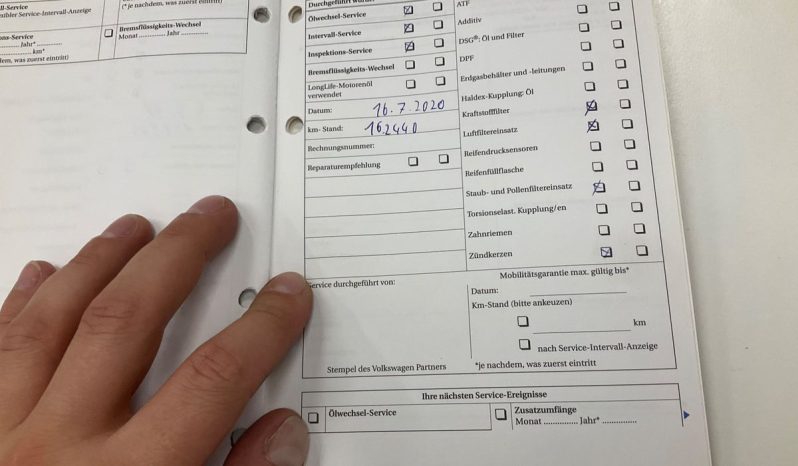 ll-Service
sibler Service-Intervall-Anzeige
ns-Service
Jahr*
km*
dem, was zuerst eintritt)
(* je nachdem, was zuerst eintritt)
Bremsflüssigkeits-Wechsel
Monat ............. Jahr .............
Durchgeführt
Ölwechsel-Service
Intervall-Service
Inspektions-Service
Bremsflüssigkeits-Wechsel
LongLife-Motorenöl
verwendet
Datum: 16.7.2020
km- Stand: 162440
Rechnungsnummer:
Reparaturempfehlung
ATF
Additiv
DSG®: Öl und Filter
DPF
Erdgasbehälter und -leitungen
Haldex-Kupplung: Öl
Kraftstofffilter
Luftfiltereinsatz
Reifendrucksensoren
Reifenfüllflasche
Staub- und Pollenfiltereinsatz
Torsionselast. Kupplung/en
Zahnriemen
Zündkerzen
Service durchgeführt von:
Stempel des Volkswagen Partners
Mobilitätsgarantie max. gültig bis*
Datum:
Km-Stand (bitte ankeuzen)
km
nach Service-Intervall-Anzeige
*je nachdem, was zuerst eintritt
Ihre nächsten Service-Ereignisse
Ölwechsel-Service
Zusatzumfänge
Monat ............. Jahr* .............